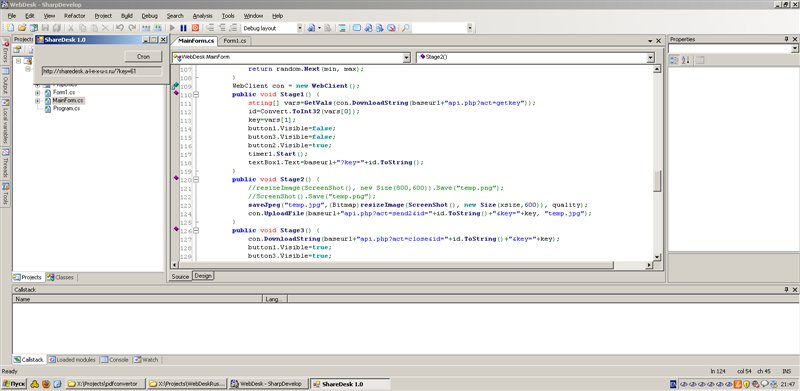 WebDesk - SharpDevelop
File Edit View Refactor Project Build Debug Search Analysis Tools Window Help
Debug layout
ShareDesk 1.0
Стоп
MainForm.cs Form1.cs
Properties
WebDesk.MainForm
Stage2()
Errors
Output
Local variables
Threads
Tools
Form1.cs
MainForm.cs
Program.cs
107 return random.Next(min, max);
108 }
109 WebClient con = new WebClient();
110 public void Stage1() {
111 string[] vars=GetVals(con.DownloadString(baseurl+"api.php?act=getkey"));
112 id=Convert.ToInt32(vars[0]);
113 key=vars[1];
114 button1.Visible=false;
115 button3.Visible=false;
116 button2.Visible=true;
117 timer1.Start();
118 textBox1.Text=baseurl+"?key="+id.ToString();
119 }
120 public void Stage2() {
121 //resizeImage(ScreenShot(), new Size(800,600)).Save("temp.png");
122 //ScreenShot().Save("temp.png");
123 saveJpeg("temp.jpg",(Bitmap)resizeImage(ScreenShot(), new Size(xsize,600)), quality);
124 con.UploadFile(baseurl+"api.php?act=send2&id="+id.ToString()+"&key="+key, "temp.jpg");
125 }
126 public void Stage3() {
127 con.DownloadString(baseurl+"api.php?act=close&id="+id.ToString()+"&key="+key);
128 button1.Visible=true;
129 button3.Visible=true;
Source Design
Projects Classes
Callstack
Name Lang...
Callstack Loaded modules Console Watch
Ready
ln 124 col 54 ch 45 INS
Пуск
X:\Projects\pdfconvertor
X:\Projects\WebDeskRus...
WebDesk - SharpDevelop
ShareDesk 1.0
EN
21:47